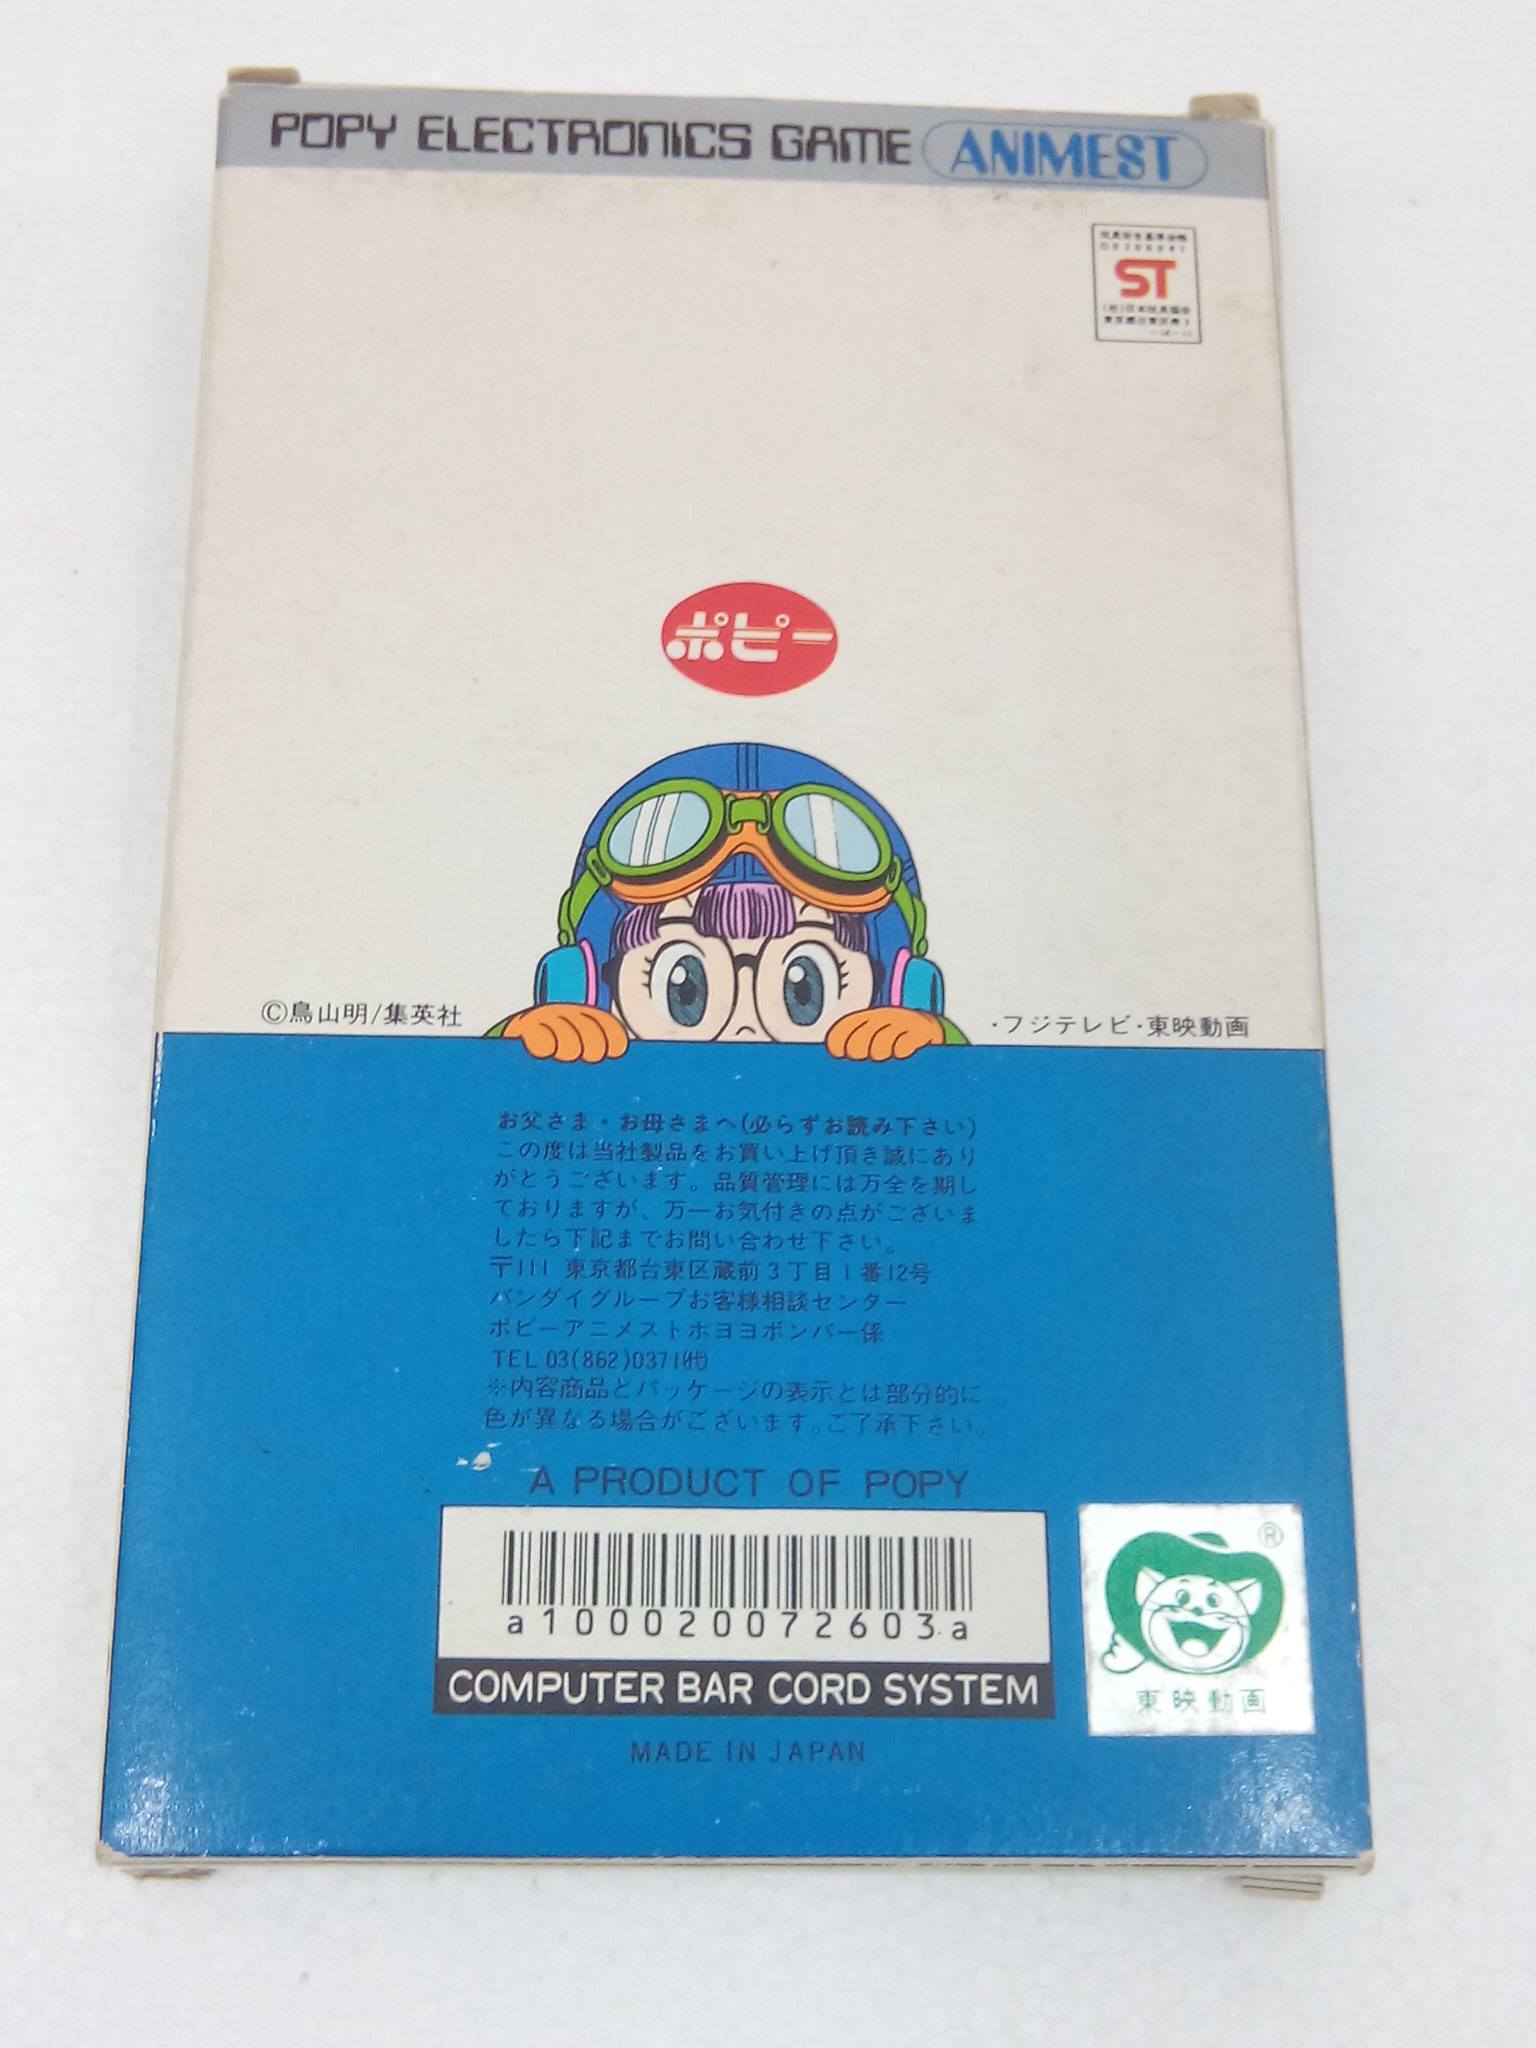 POPY ELECTRONICS GAME ANIMEST
ST
ポピー
©鳥山明/集英社
・フジテレビ・東映動画
お父さま・お母さまへ(必らずお読み下さい)
この度は当社製品をお買い上げ頂き誠にあり
がとうございます。品質管理には万全を期し
ておりますが、万一お気付きの点がございま
したら下記までお問い合わせ下さい。
〒111 東京都台東区蔵前3丁目1番12号
バンダイグループお客様相談センター
ポピーアニメストホヨヨボンバー係
TEL 03(862)0371㈹
※内容商品とパッケージの表示とは部分的に
色が異なる場合がございます。ご了承下さい。
A PRODUCT OF POPY
a100020072603a
COMPUTER BAR CORD SYSTEM
MADE IN JAPAN
®
東映動画